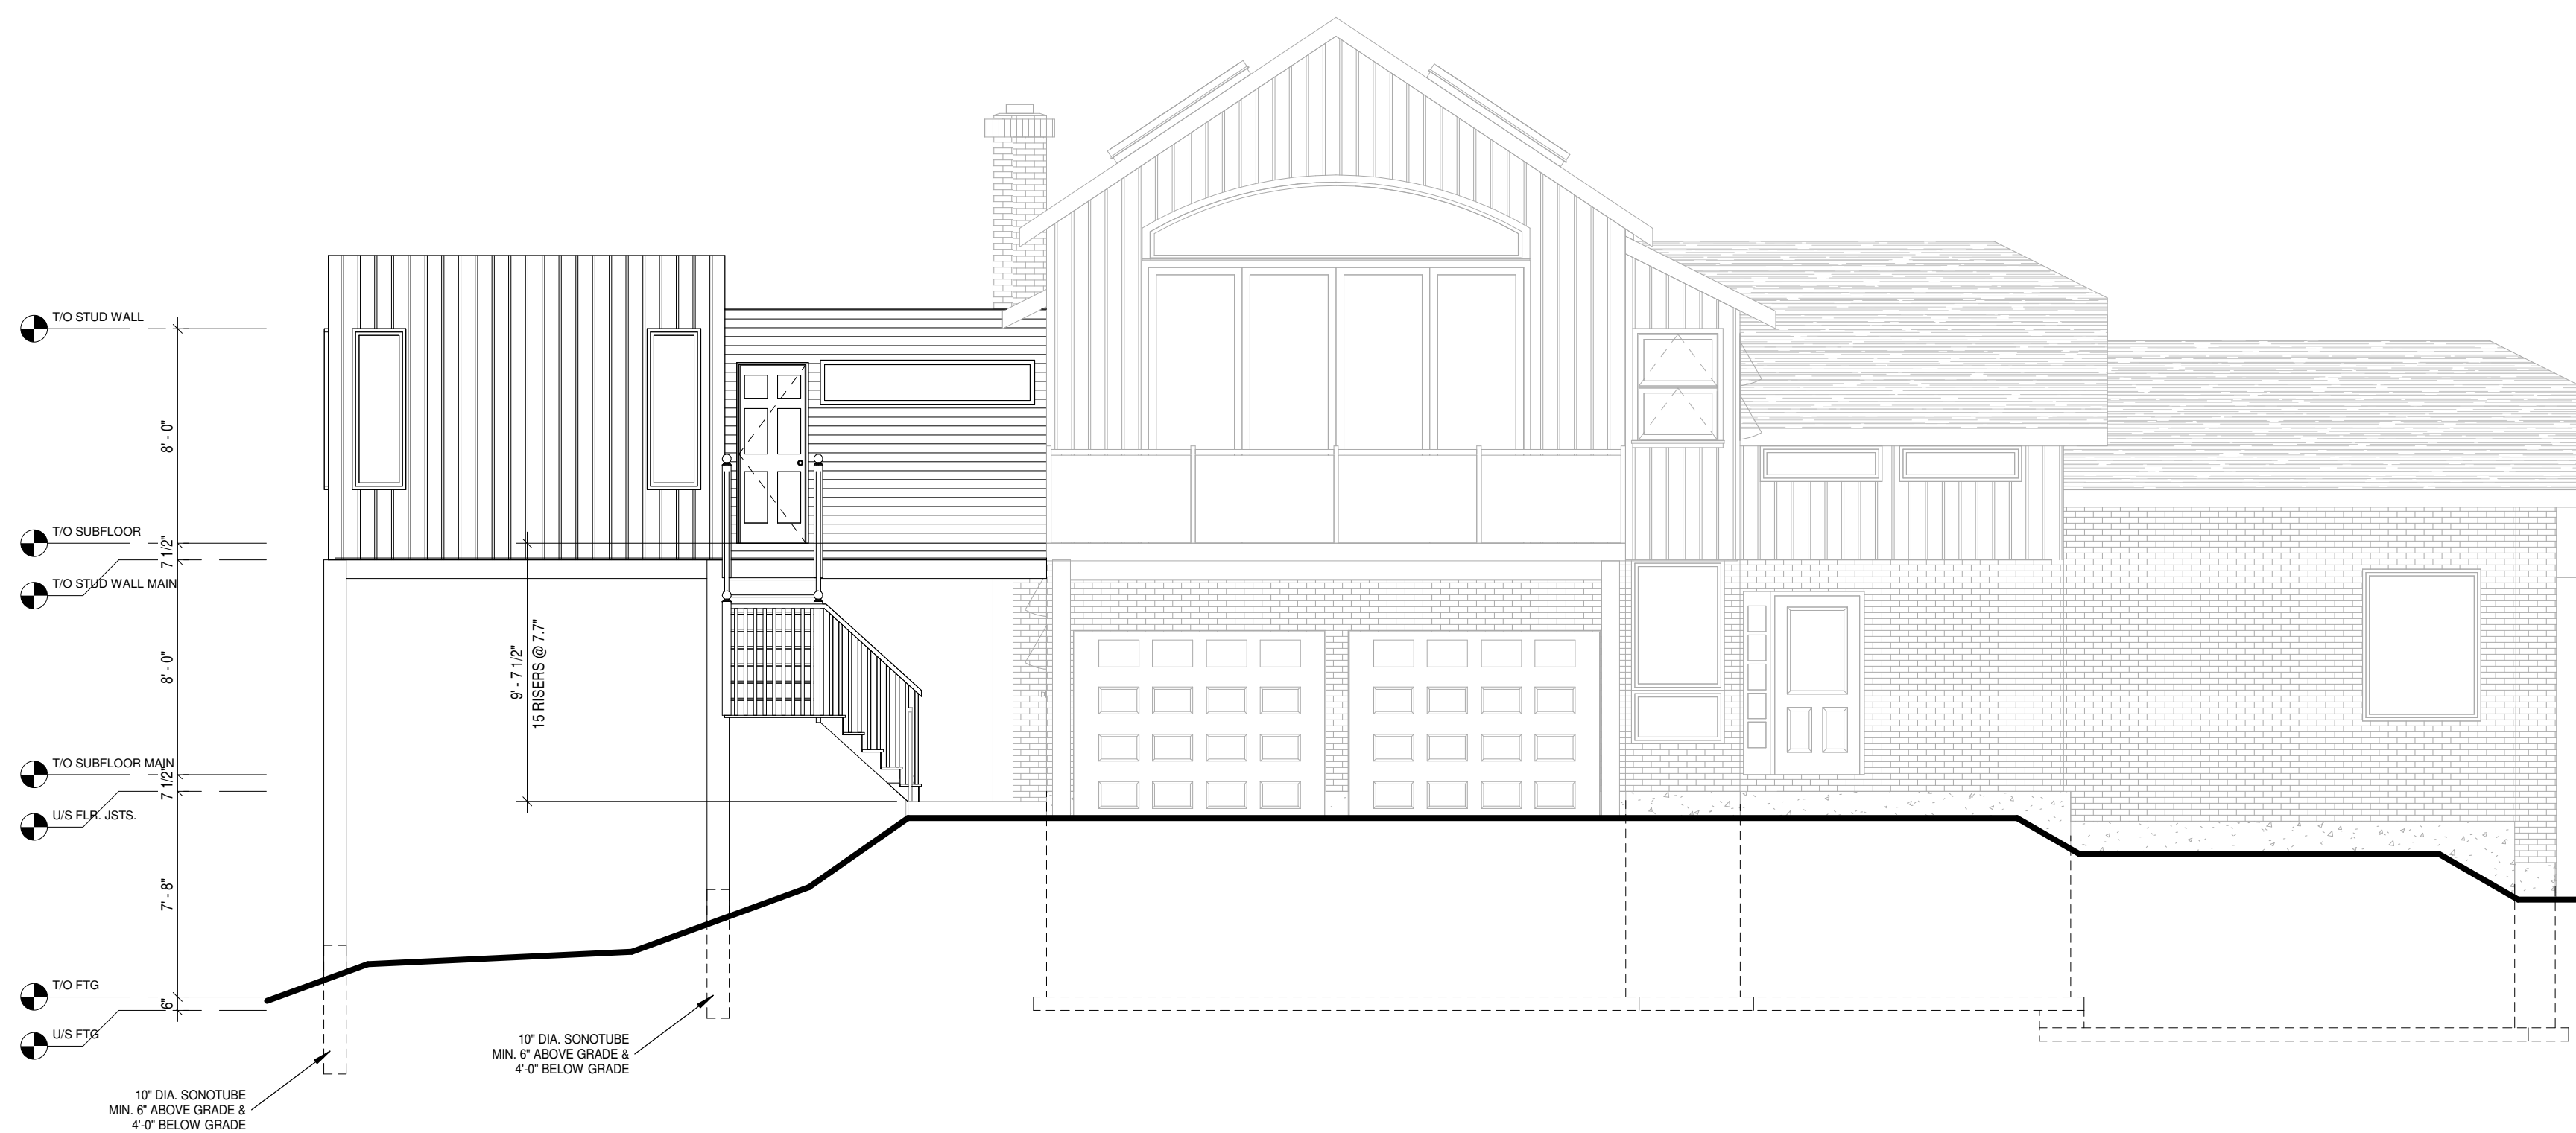 T/O STUD WALL
8' - 0"
T/O SUBFLOOR
7 1/2"
T/O STUD WALL MAIN
8' - 0"
9' - 7 1/2"
15 RISERS @ 7.7"
T/O SUBFLOOR MAIN
7 1/2"
U/S FLR. JSTS.
7' - 8"
T/O FTG
6"
U/S FTG
10" DIA. SONOTUBE
MIN. 6" ABOVE GRADE &
4'-0" BELOW GRADE
10" DIA. SONOTUBE
MIN. 6" ABOVE GRADE &
4'-0" BELOW GRADE